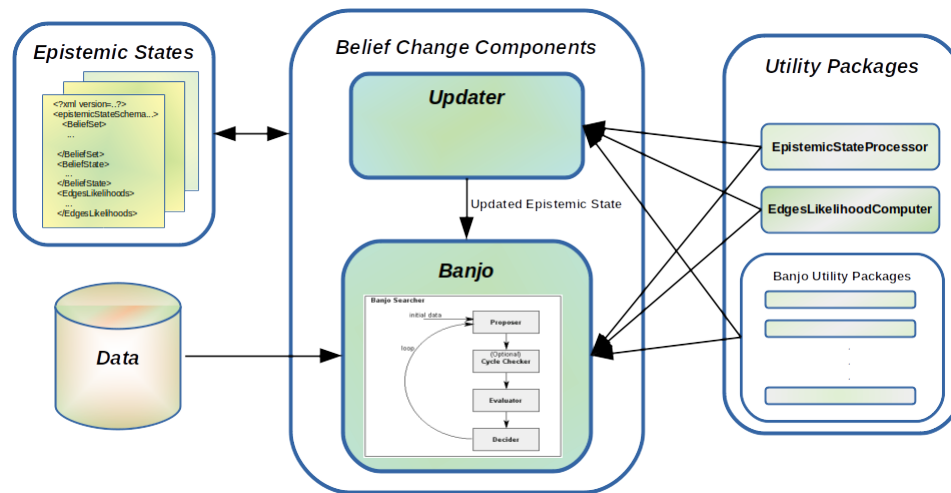 Epistemic States
<?xml version=..?>
<epistemicStateSchema...>
<BeliefSet>
...
</BeliefSet>
<BeliefState>
...
</BeliefState>
<EdgesLikelihoods>
...
</EdgesLikelihoods>
Data
Belief Change Components
Updater
Updated Epistemic State
Banjo
Banjo Searcher
initial data
Proposer
loop
(Optional)
Cycle Checker
Evaluator
Decider
Utility Packages
EpistemicStateProcessor
EdgesLikelihoodComputer
Banjo Utility Packages
.
.
.